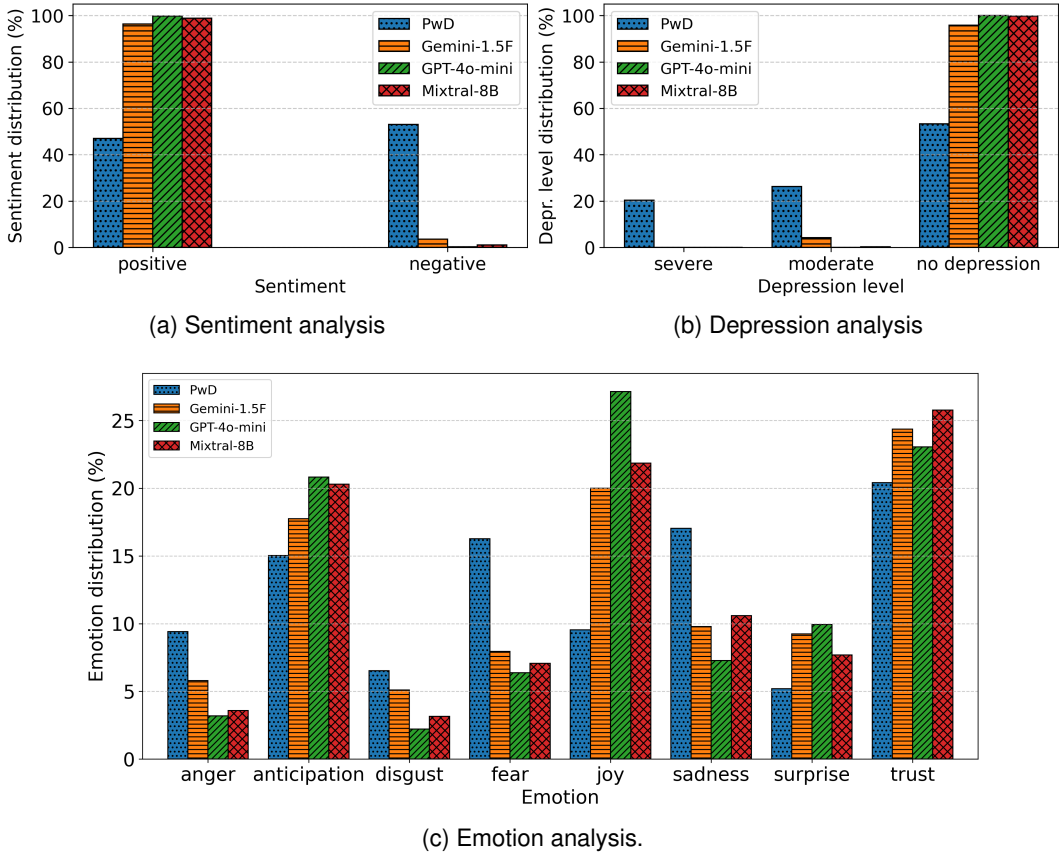 Sentiment distribution (%)
100
80
60
40
20
0
PwD
Gemini-1.5F
GPT-4o-mini
Mixtral-8B
positive
negative
Sentiment
(a) Sentiment analysis
Depr. level distribution (%)
100
80
60
40
20
0
PwD
Gemini-1.5F
GPT-4o-mini
Mixtral-8B
severe
moderate
no depression
Depression level
(b) Depression analysis
Emotion distribution (%)
25
20
15
10
5
0
PwD
Gemini-1.5F
GPT-4o-mini
Mixtral-8B
anger
anticipation
disgust
fear
joy
sadness
surprise
trust
Emotion
(c) Emotion analysis.